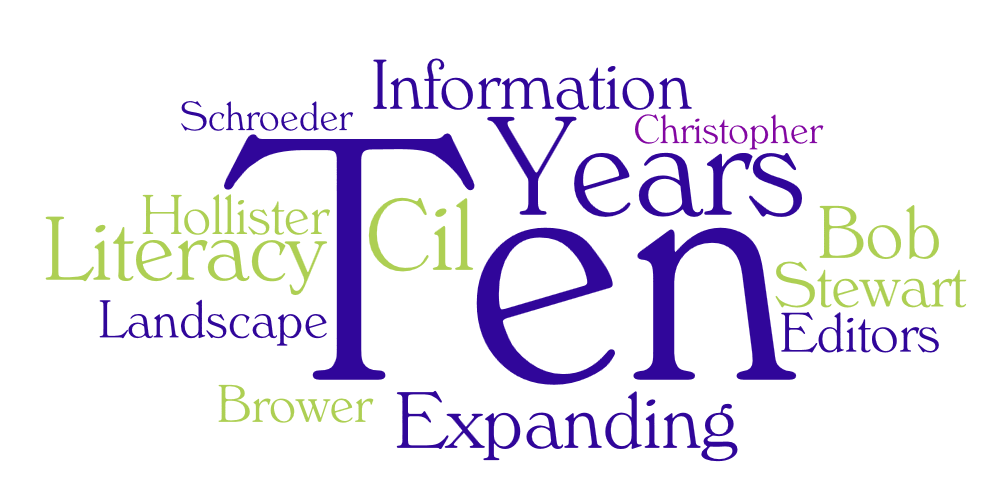 Information
Schroeder
Christopher
Years
Ten
Hollister
Cil
Literacy
Bob
Stewart
Landscape
Editors
Brower
Expanding